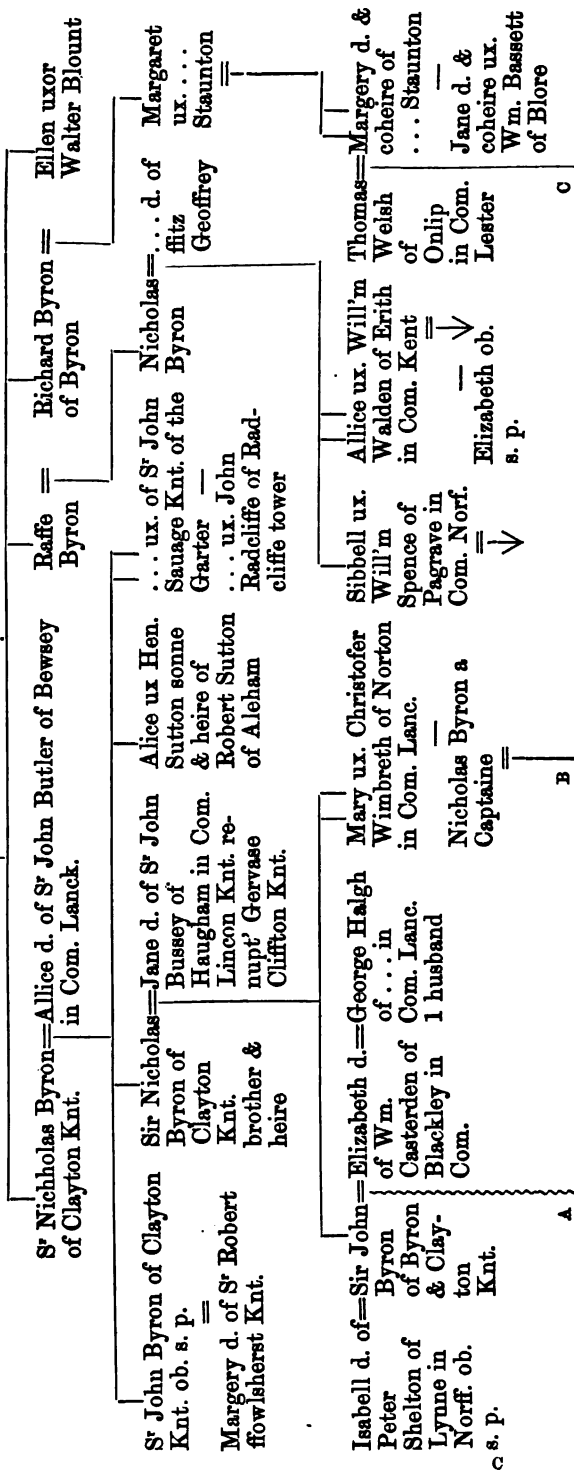 Sʳ Nichholas Byron=Allice d. of Sʳ John Butler of Bewsey
of Clayton Knt.
in Com. Lanck.
Raffe =
Byron
Richard Byron =
of Byron
Ellen uxor
Walter Blount
Sʳ John Byron of Clayton
Knt. ob. s. p.
=
Margery d. of Sʳ Robert
ffowlsherst Knt.
Sir Nicholas=Jane d. of Sʳ John
Byron of
Clayton
Knt.
brother &
heire
Bussey of
Haugham in Com.
Lincon Knt. re-
nupt' Gervase
Cliffton Knt.
Alice ux Hen.
Sutton sonne
& heire of
Robert Sutton
of Aleham
... ux. of Sʳ John
Sauage Knt. of the
Garter —
... ux. John
Radcliffe of Rad-
cliffe tower
Nicholas=... d. of
Byron
ffitz
Geoffrey
Margaret
ux. ...
Staunton
=
Isabell d. of=Sir John=Elizabeth d.=George Halgh
Peter
Shelton of
Lynne in
Norff. ob.
s. p.
Byron
of Byron
& Clay-
ton
Knt.
of Wm.
Casterden of
Blackley in
Com.
of ... in
Com. Lanc.
1 husband
Mary ux. Christofer
Wimbreth of Norton
in Com. Lanc.
—
Nicholas Byron a
Captaine
=
Sibbell ux.
Will'm
Spence of
Pagrave in
Com. Norf.
=
Allice ux. Will'm
Walden of Erith
in Com. Kent
=
—
Elizabeth ob.
s. p.
Thomas=Margery d. &
Welsh
of
Onlip
in Com.
Lester
coheire of
... Staunton
—
Jane d. &
coheire ux.
Wm. Bassett
of Blore
A
B
C